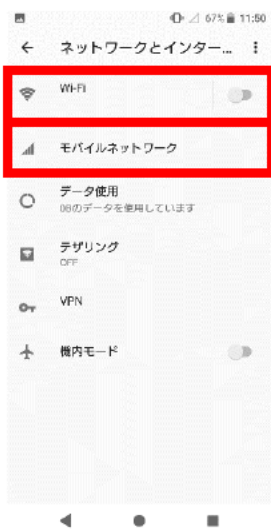 67% 11:50
ネットワークとインター...
Wi-Fi
モバイルネットワーク
データ使用
0Bのデータを使用しています
テザリング
OFF
VPN
機内モード